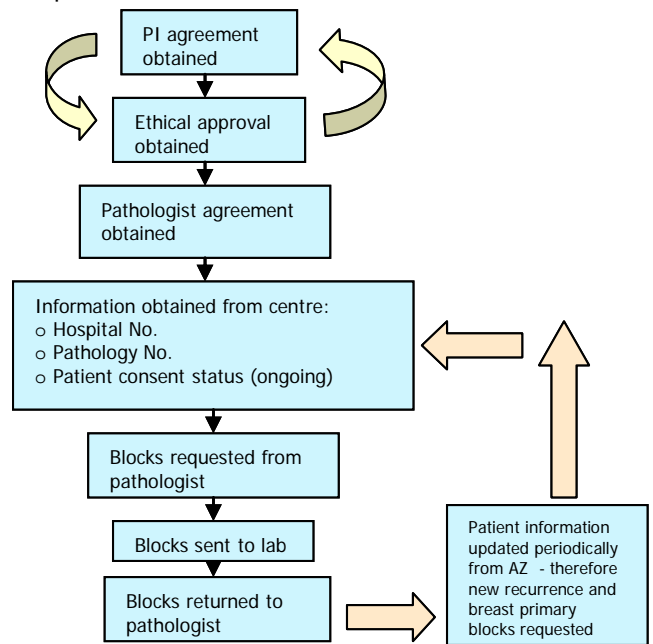 PI agreement
obtained
Ethical approval
obtained
Pathologist agreement
obtained
Information obtained from centre:
o Hospital No.
o Pathology No.
o Patient consent status (ongoing)
Blocks requested from
pathologist
Blocks sent to lab
Blocks returned to
pathologist
Patient information
updated periodically
from AZ - therefore
new recurrence and
breast primary
blocks requested